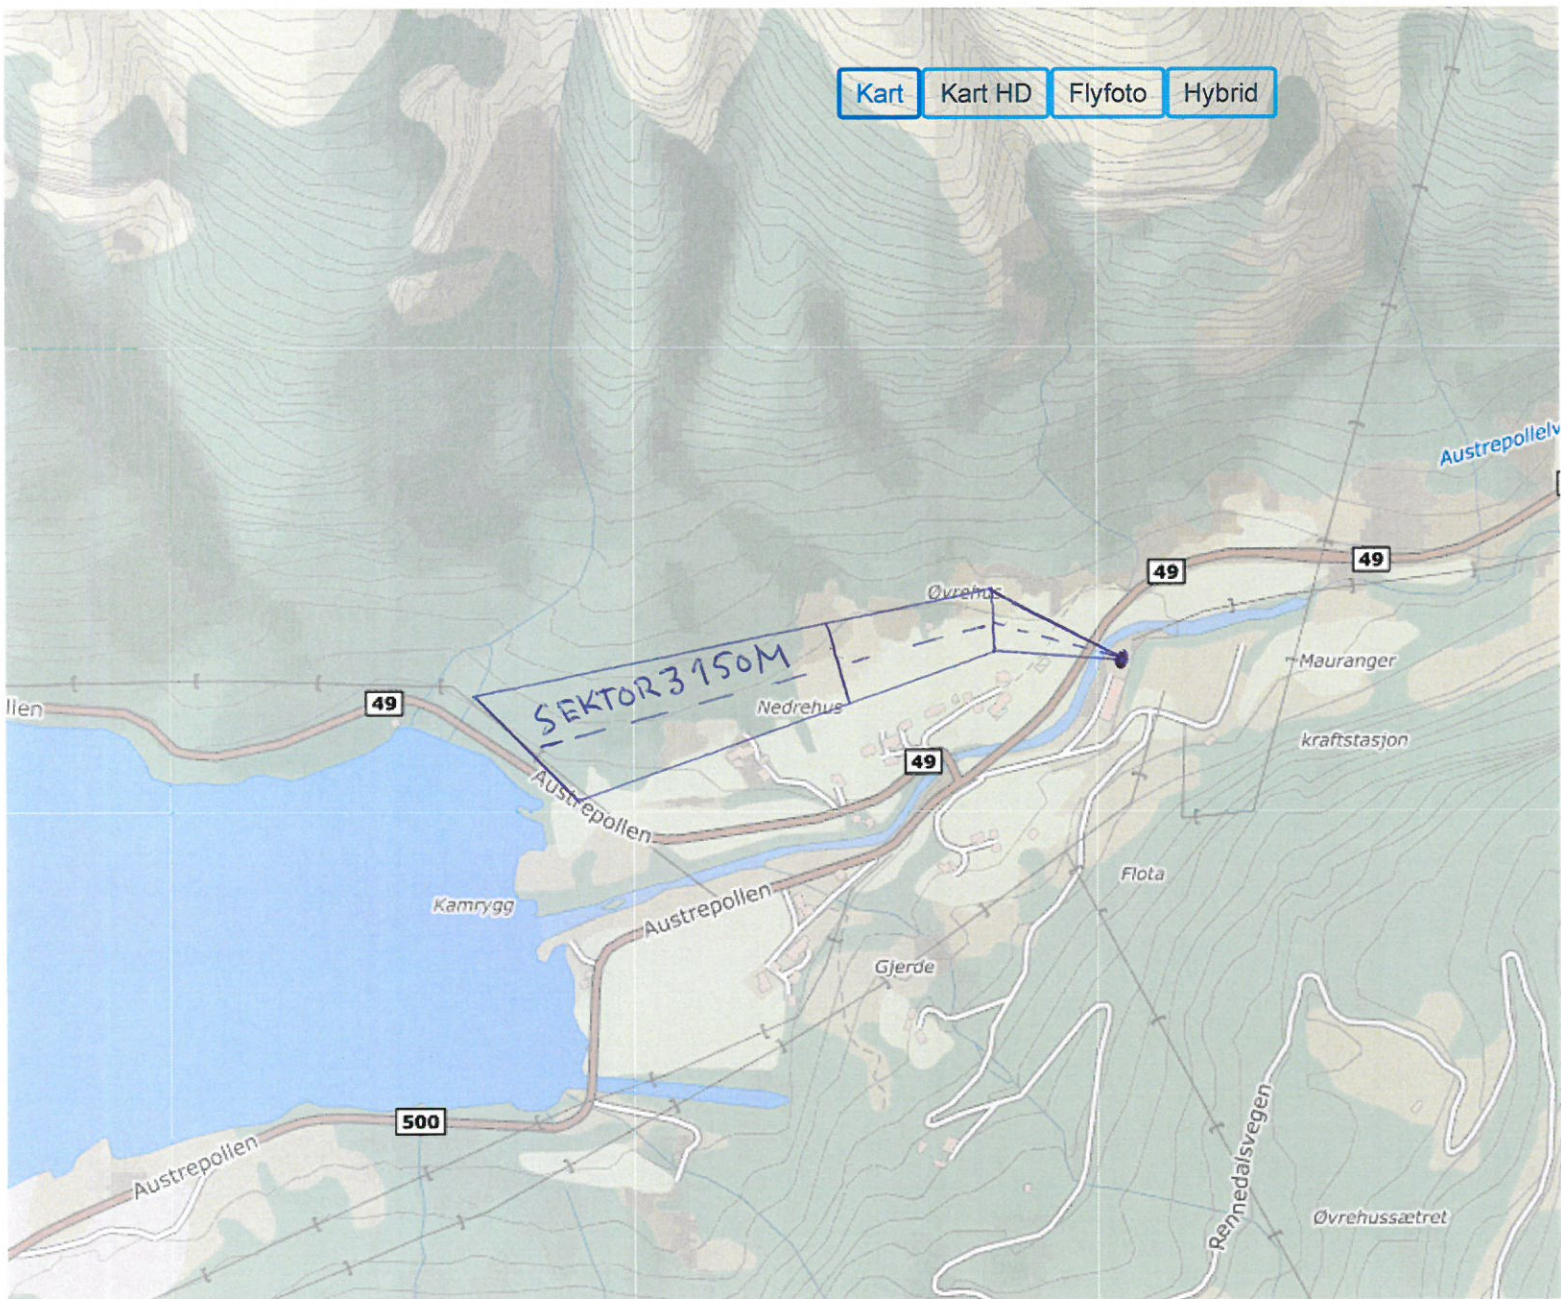 Kart Kart HD Flyfoto Hybrid
Austrepollelv
49
49
Øvrehus
SEKTOR 3 150M
Mauranger
kraftstasjon
llen
49
Nedrehus
49
Austrepollen
Flota
Kamrygg
Austrepollen
Gjerde
500
Austrepollen
Rennedalsvegen
Øvrehussætret